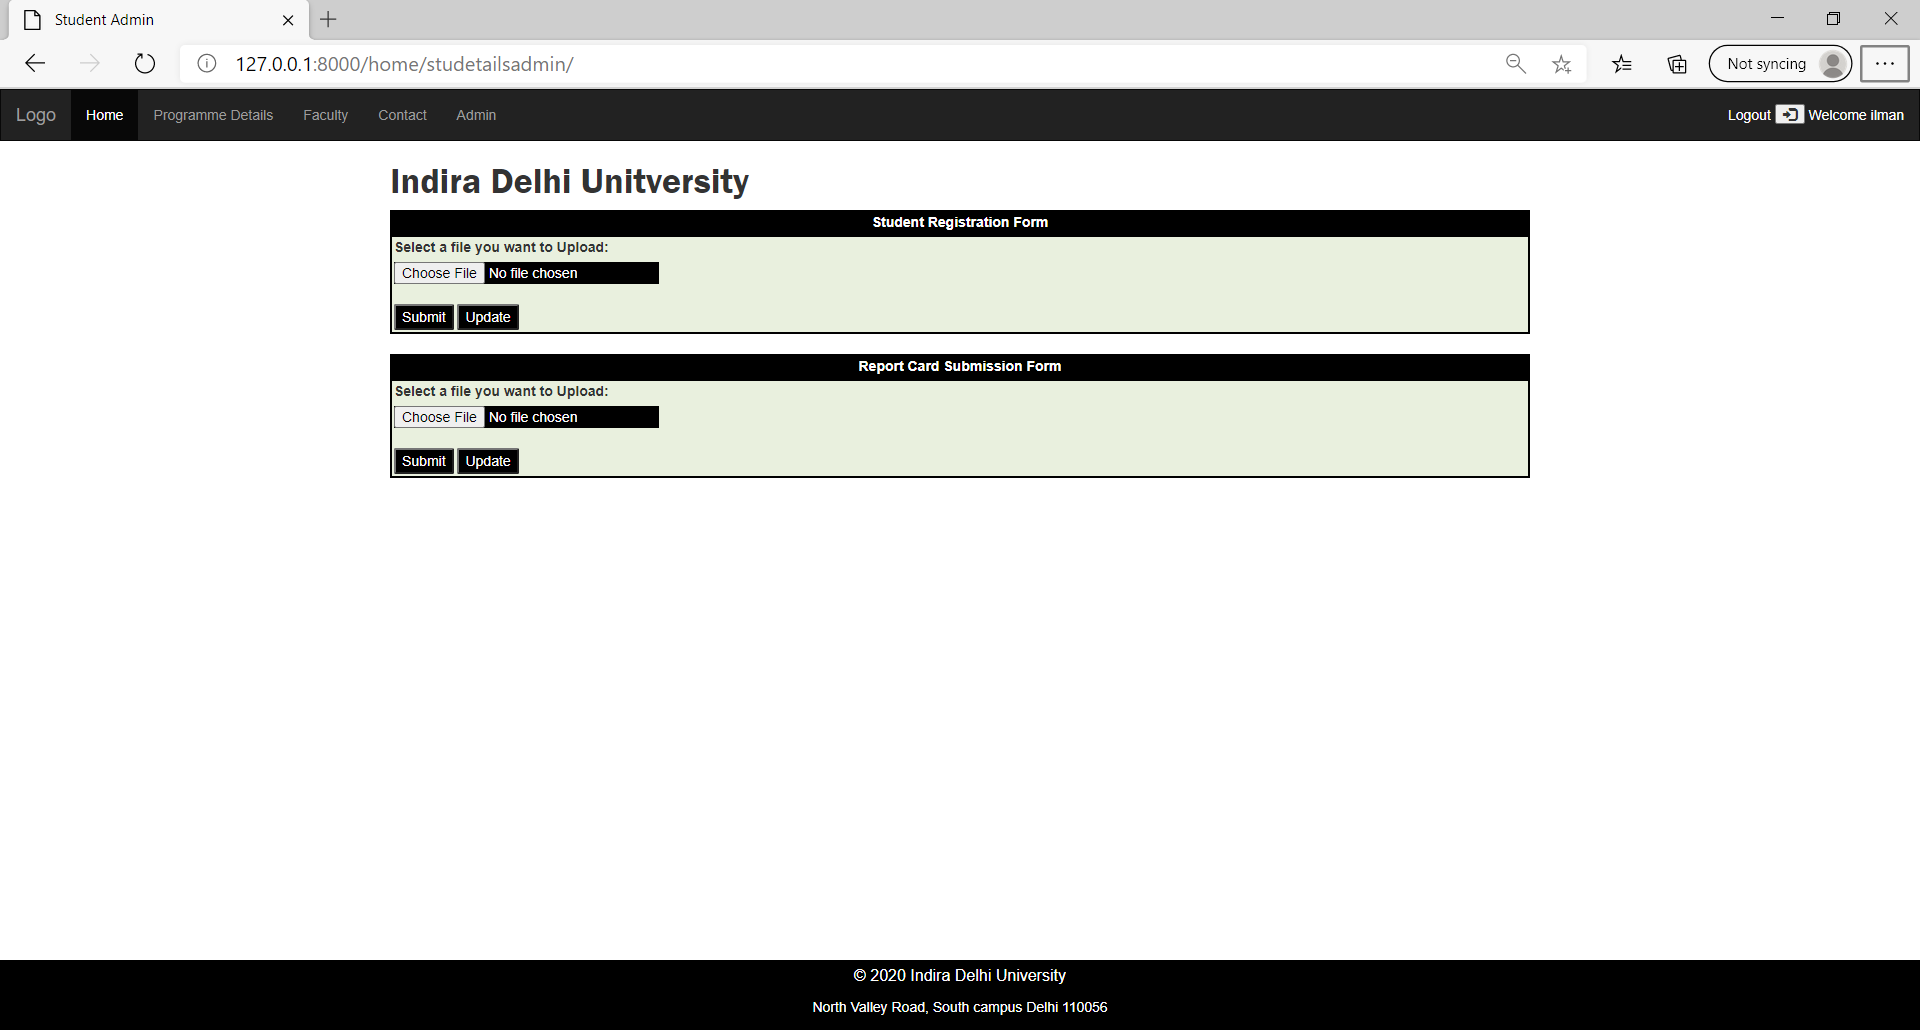 Student Admin
127.0.0.1:8000/home/studetailsadmin/
Not syncing
Logo Home Programme Details Faculty Contact Admin Logout Welcome ilman
Indira Delhi Unitversity
Student Registration Form
Select a file you want to Upload:
Choose File No file chosen
Submit Update
Report Card Submission Form
Select a file you want to Upload:
Choose File No file chosen
Submit Update
© 2020 Indira Delhi University
North Valley Road, South campus Delhi 110056